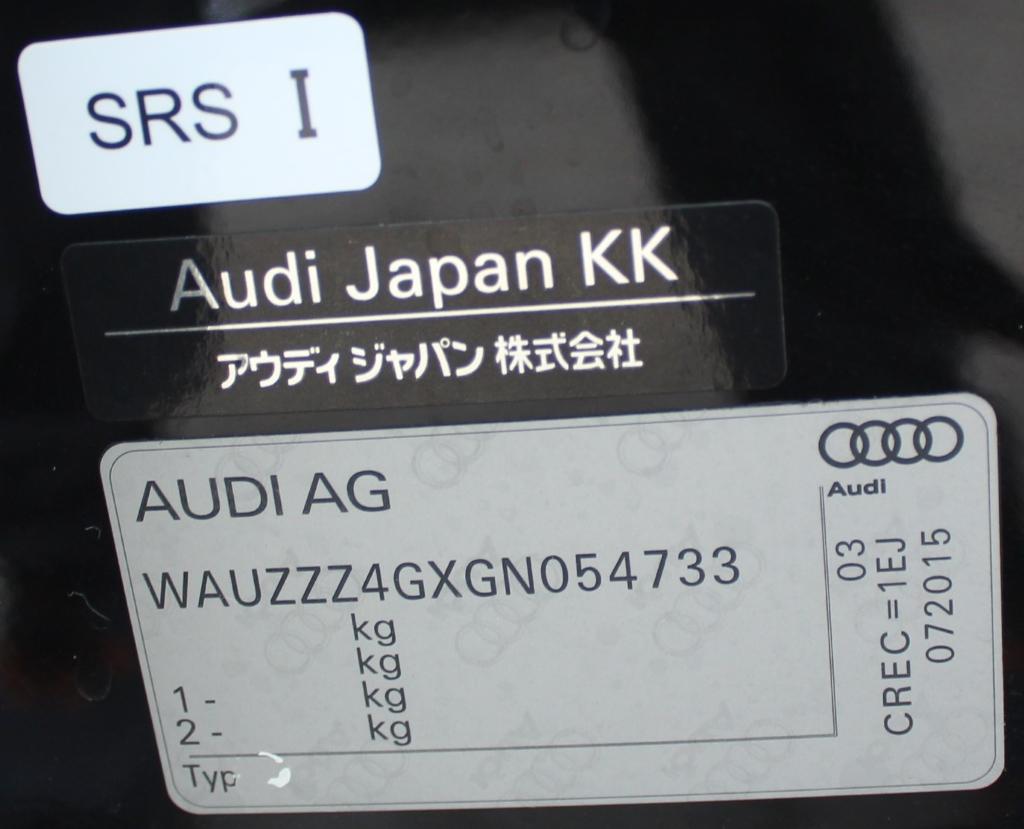 SRS I
Audi Japan KK
アウディ ジャパン 株式会社
Audi
AUDI AG
WAUZZZ4GXGN054733
kg
kg
1 - kg
2 - kg
Typ
03
CREC =1EJ
072015